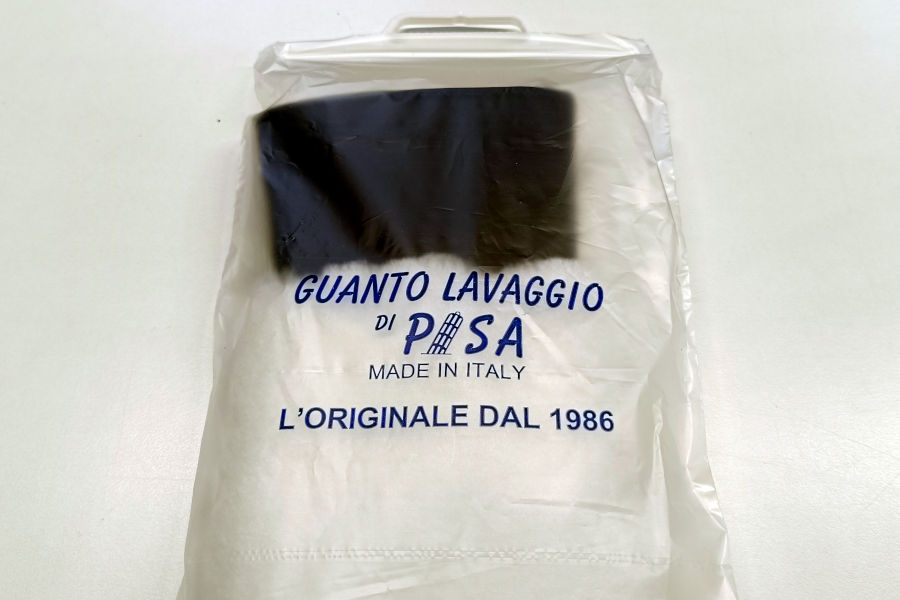 GUANTO LAVAGGIO
DI PISA
MADE IN ITALY
L'ORIGINALE DAL 1986